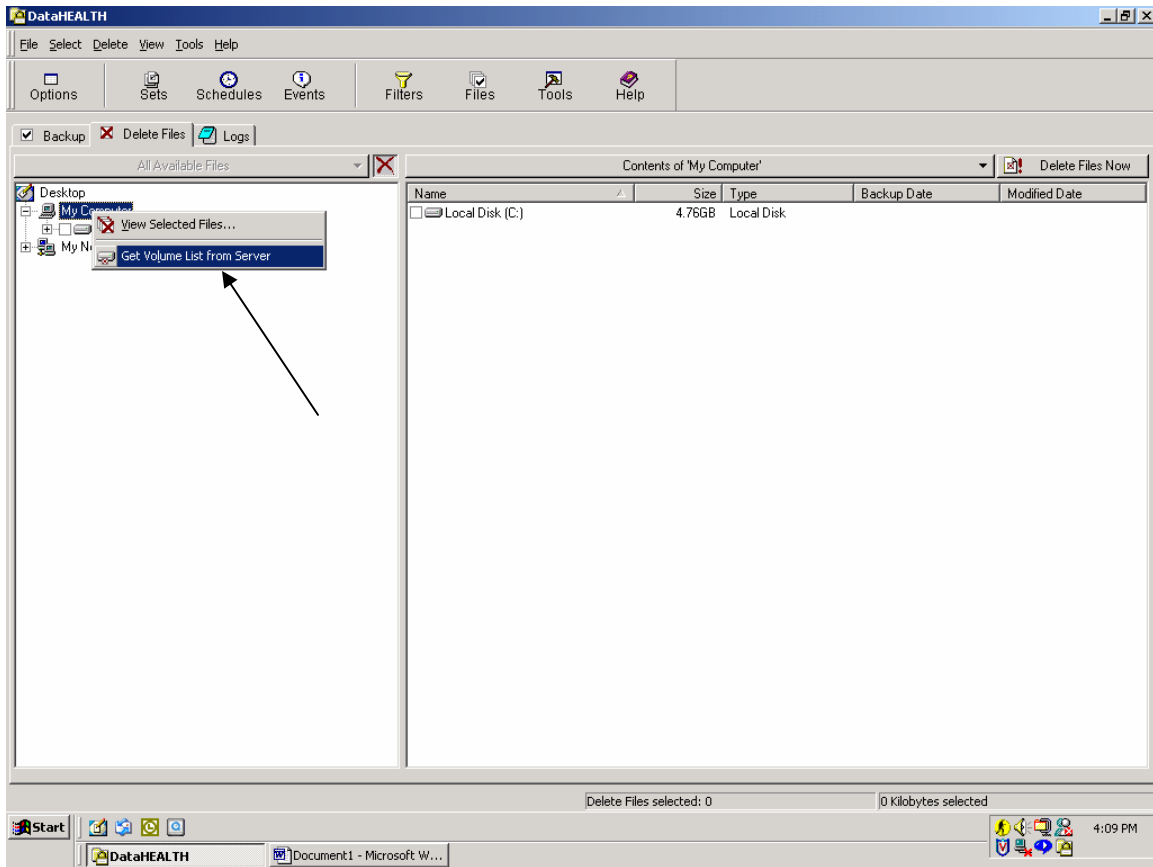 DataHEALTH
File Select Delete View Tools Help
Options Sets Schedules Events Filters Files Tools Help
Backup Delete Files Logs
All Available Files Contents of 'My Computer' Delete Files Now
Desktop Name Size Type Backup Date Modified Date
My Computer Local Disk (C:) 4.76GB Local Disk
View Selected Files...
My N
Get Volume List from Server
Delete Files selected: 0 0 Kilobytes selected
Start 4:09 PM
DataHEALTH Document1 - Microsoft W...